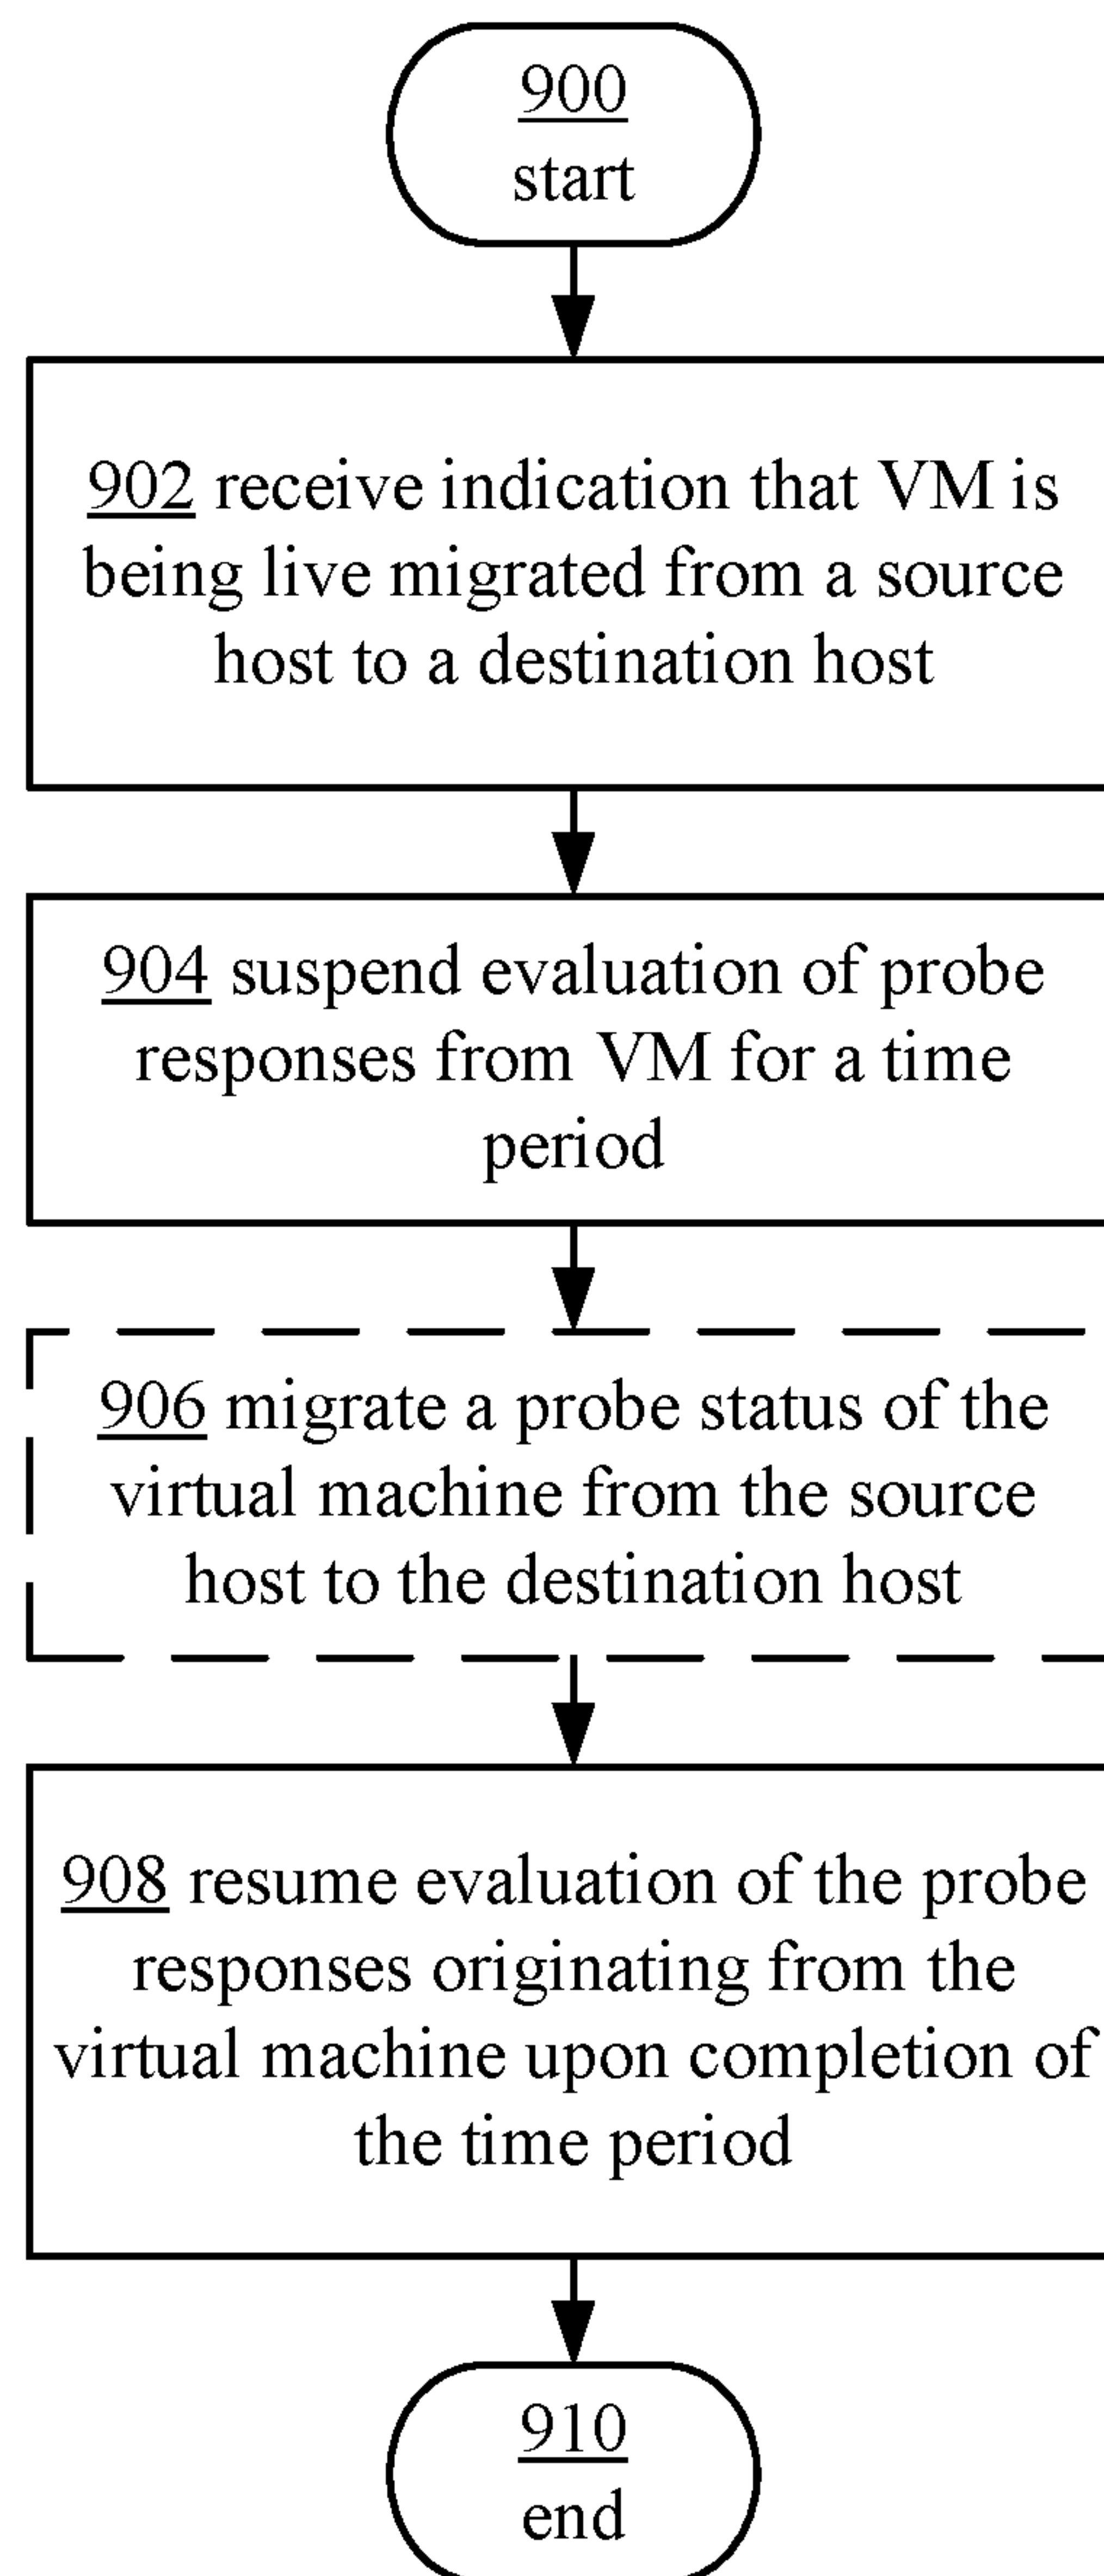 900
start
902 receive indication that VM is
being live migrated from a source
host to a destination host
904 suspend evaluation of probe
responses from VM for a time
period
906 migrate a probe status of the
virtual machine from the source
host to the destination host
908 resume evaluation of the probe
responses originating from the
virtual machine upon completion of
the time period
910
end